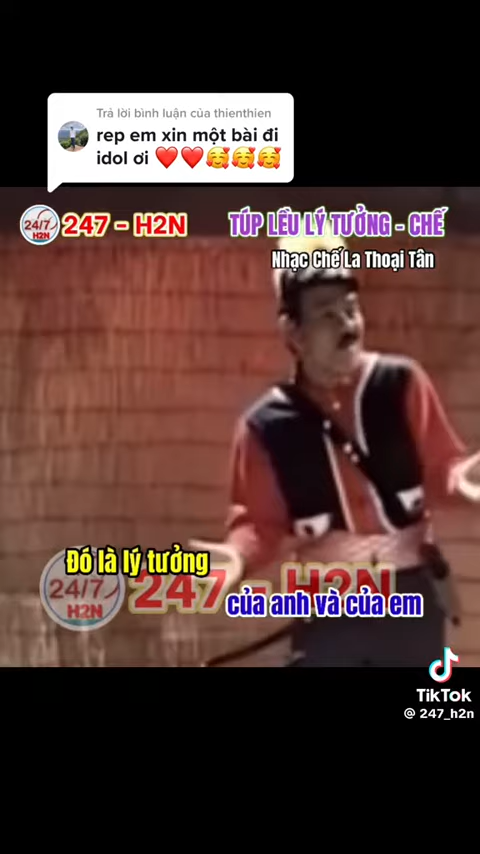 Trả lời bình luận của thienthien
rep em xin một bài đi
idol ơi ❤️❤️🥰🥰🥰
24/7 H2N
247 - H2N
TÚP LỀU LÝ TƯỞNG - CHẾ
Nhạc Chế La Thoại Tân
Đó là lý tưởng
24/7 H2N
247 - H2N
của anh và của em
TikTok
@ 247_h2n